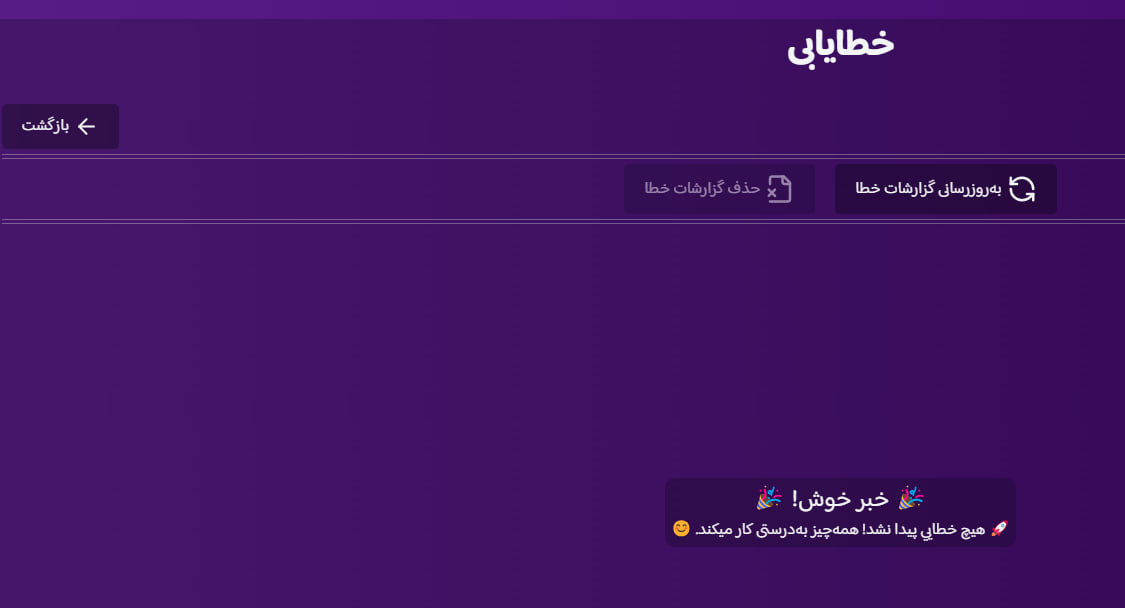 خطایابی
بازگشت
به‌روزرسانی گزارشات خطا
حذف گزارشات خطا
🎉 خبر خوش! 🎉
🚀 هیچ خطایي پیدا نشد! همه‌چیز به‌درستی کار میکند. 😊